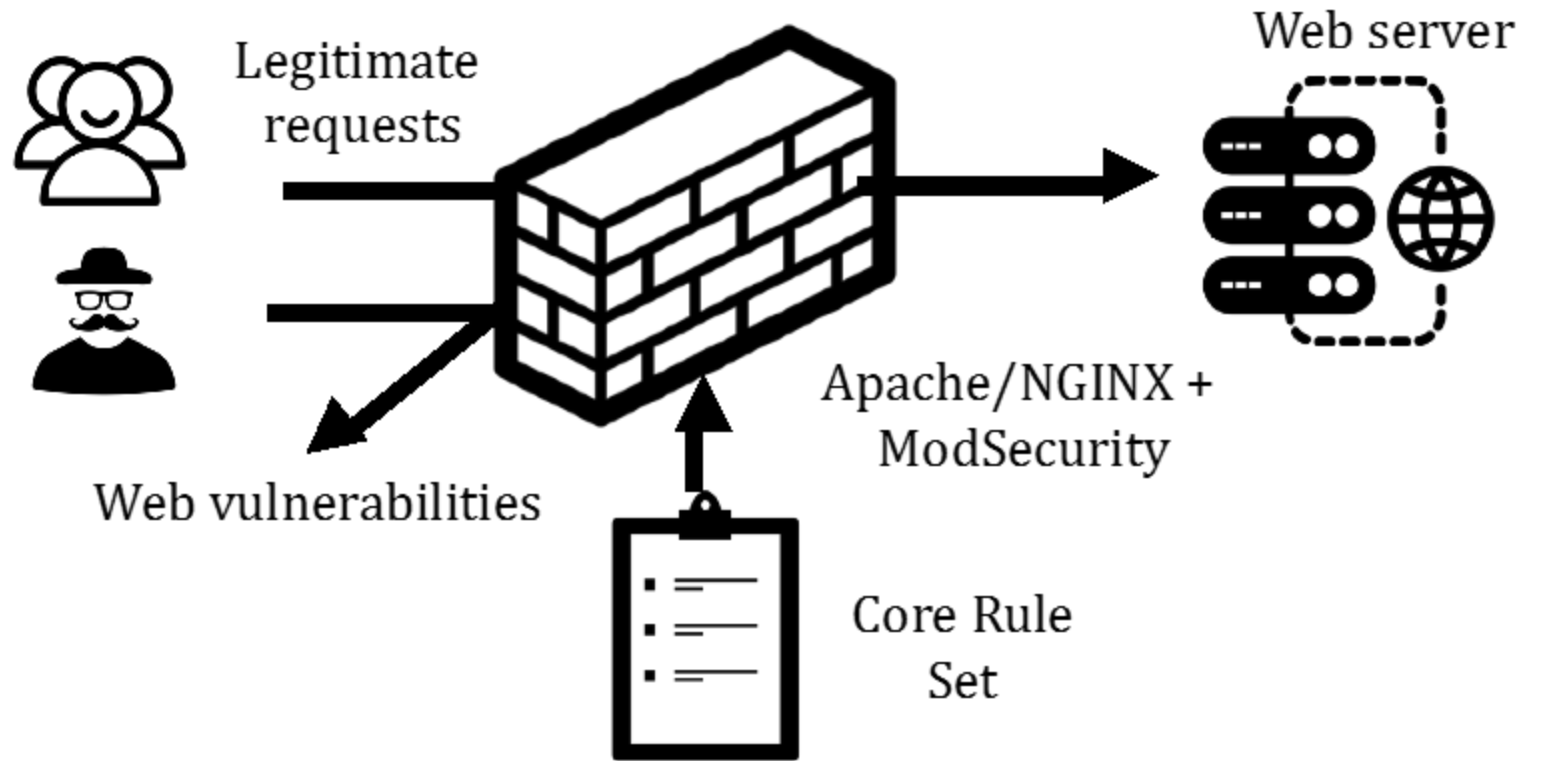 Web server
Legitimate
requests
Apache/NGINX +
ModSecurity
Web vulnerabilities
Core Rule
Set